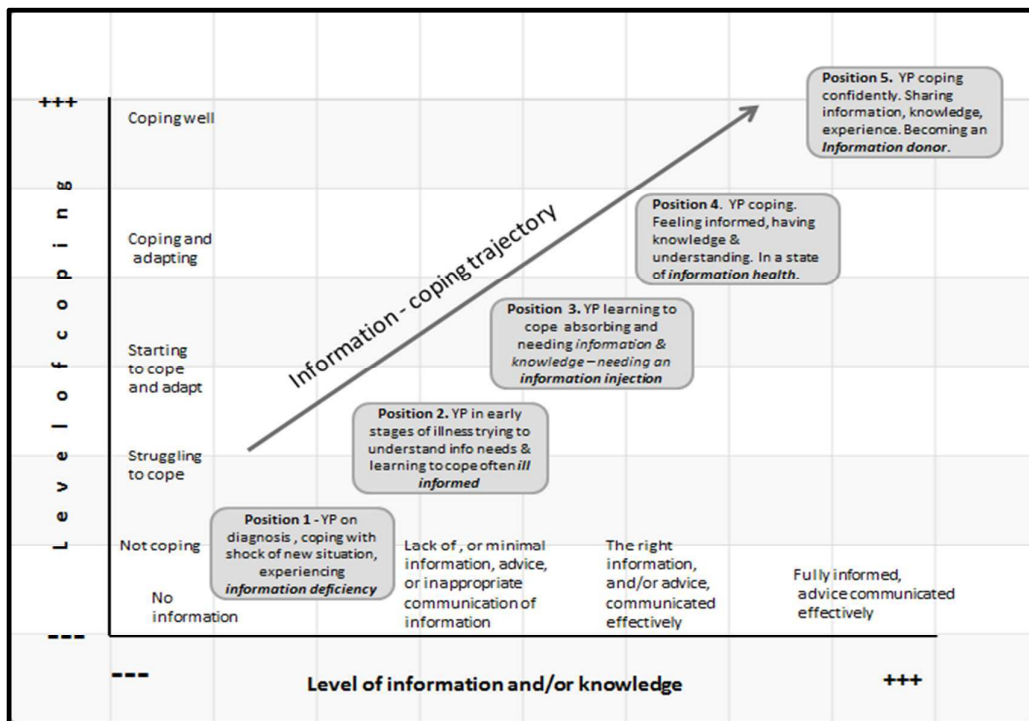 Position 5. YP coping
confidently. Sharing
information, knowledge,
experience. Becoming an
Information donor.
+++
Coping well
Position 4. YP coping.
Feeling informed, having
knowledge &
understanding. In a state
of information health.
Coping and
adapting
Information - coping trajectory
Level of coping
Position 3. YP learning to
cope absorbing and
needing information &
knowledge – needing an
information injection
Starting
to cope
and adapt
Position 2. YP in early
stages of illness trying to
understand info needs &
learning to cope often ill
informed
Struggling
to cope
Position 1 - YP on
diagnosis , coping with
shock of new situation,
experiencing
information deficiency
Not coping
No
information
Lack of , or minimal
information, advice,
or inappropriate
communication of
information
The right
information,
and/or advice,
communicated
effectively
Fully informed,
advice communicated
effectively
---
---
Level of information and/or knowledge
+++